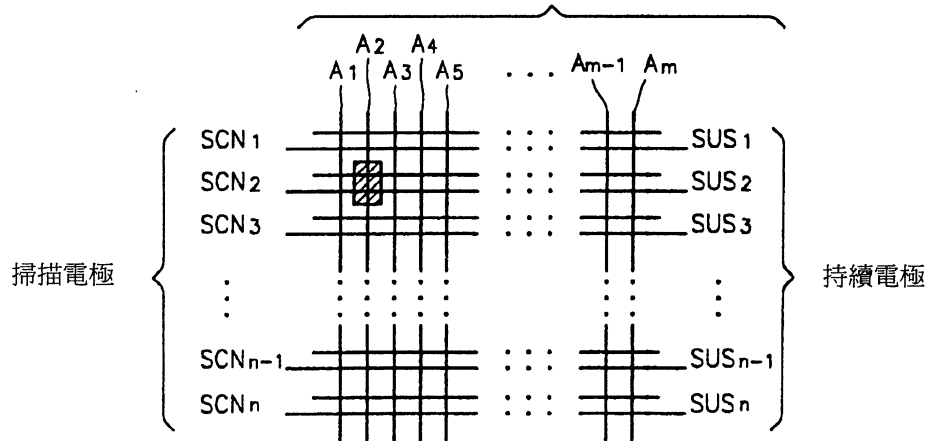 A1 A2 A3 A4 A5 . . . Am-1 Am
SCN1 . . . SUS1
SCN2 . . . SUS2
SCN3 . . . SUS3
掃描電極
持續電極
SCNn-1 . . . SUSn-1
SCNn . . . SUSn